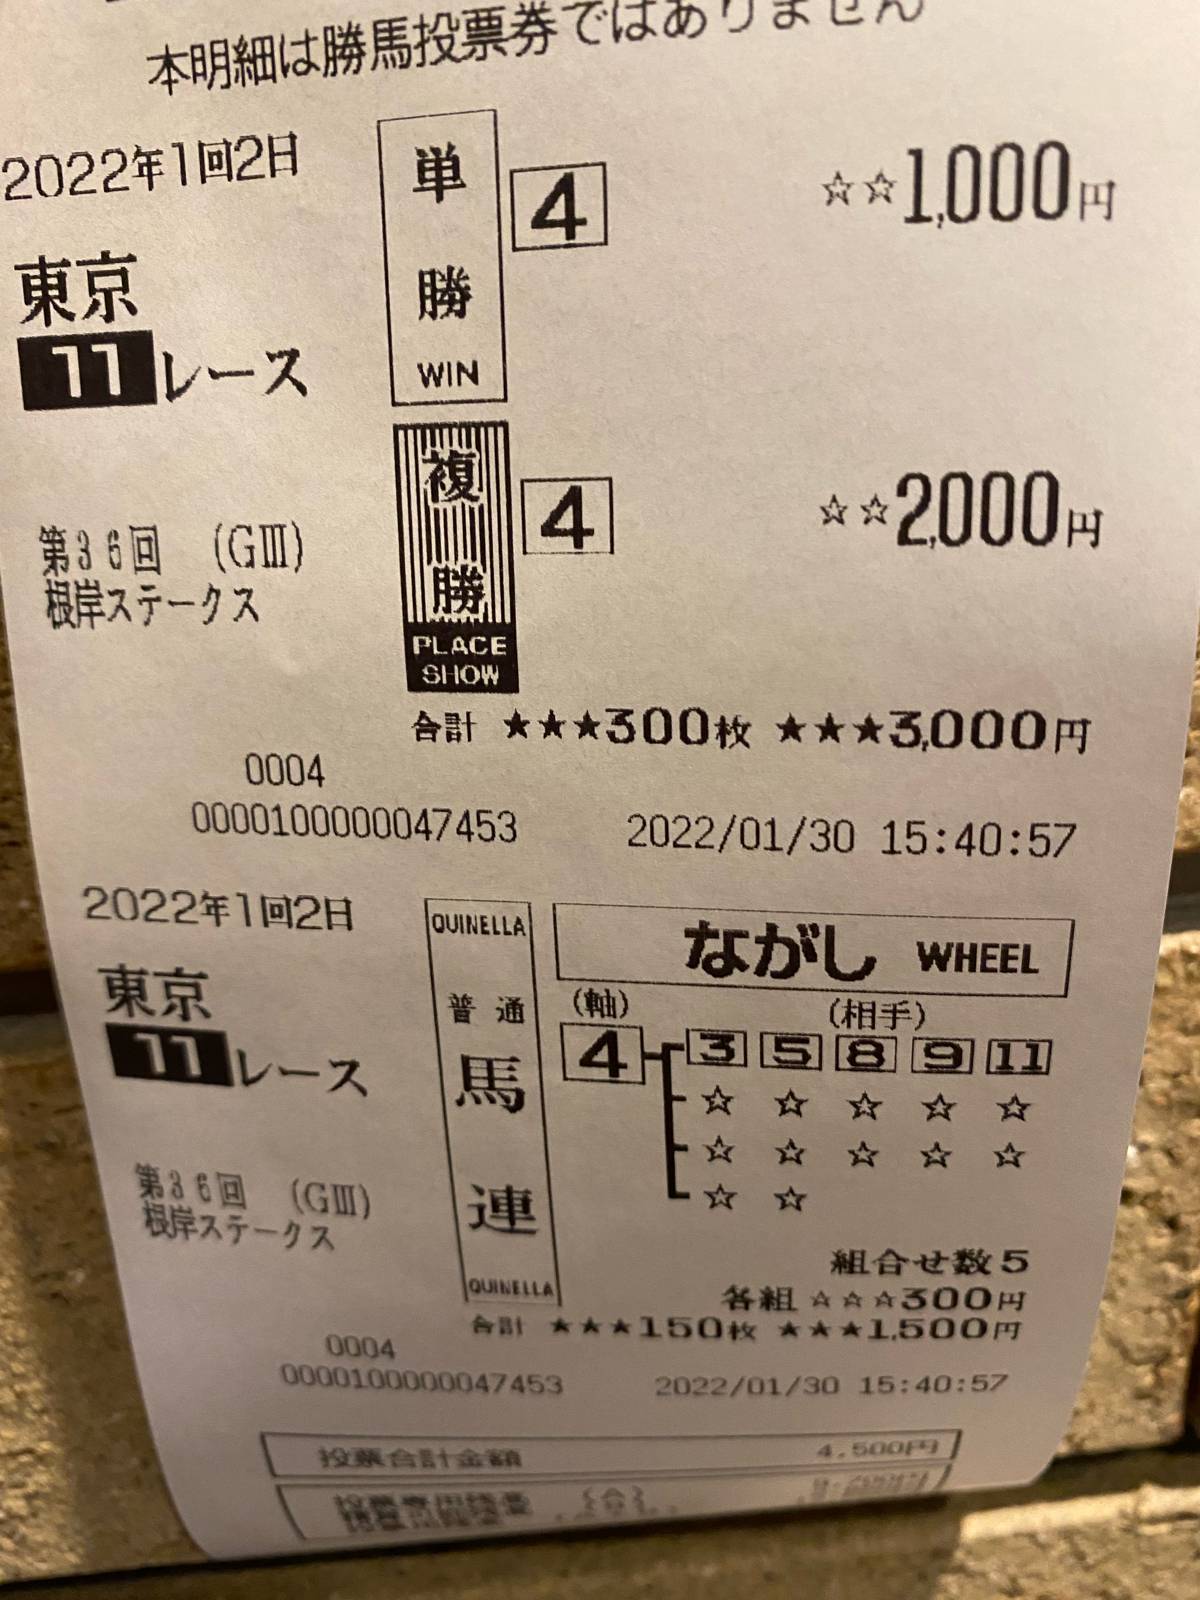 本明細は勝馬投票券ではありません
2022年1回2日
単勝 WIN
4
☆☆1,000円
東京
11レース
複勝 PLACE SHOW
4
☆☆2,000円
第36回 (GⅢ)
根岸ステークス
合計 ★★★300枚 ★★★3,000円
0004
0000100000047453 2022/01/30 15:40:57
2022年1回2日
QUINELLA
普通
馬連
QUINELLA
ながし WHEEL
東京
11レース
(軸) (相手)
4 3 5 8 9 11
☆ ☆ ☆ ☆ ☆
☆ ☆ ☆ ☆ ☆
☆ ☆
第36回 (GⅢ)
根岸ステークス
組合せ数 5
各組 ☆☆☆300円
合計 ★★★150枚 ★★★1,500円
0004
0000100000047453 2022/01/30 15:40:57
投票合計金額 4,500円